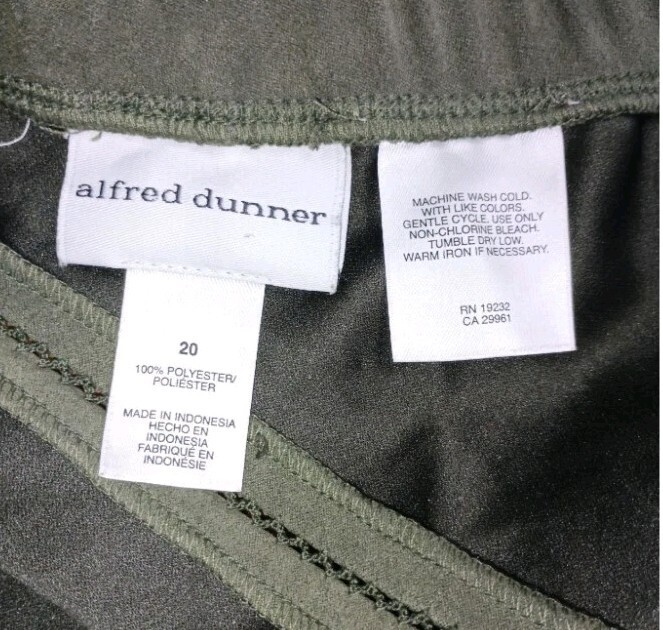 alfred dunner
20
100% POLYESTER/
POLIÉSTER
MADE IN INDONESIA
HECHO EN
INDONESIA
FABRIQUÉ EN
INDONÉSIE
MACHINE WASH COLD.
WITH LIKE COLORS.
GENTLE CYCLE. USE ONLY
NON-CHLORINE BLEACH.
TUMBLE DRY LOW.
WARM IRON IF NECESSARY.
RN 19232
CA 29961